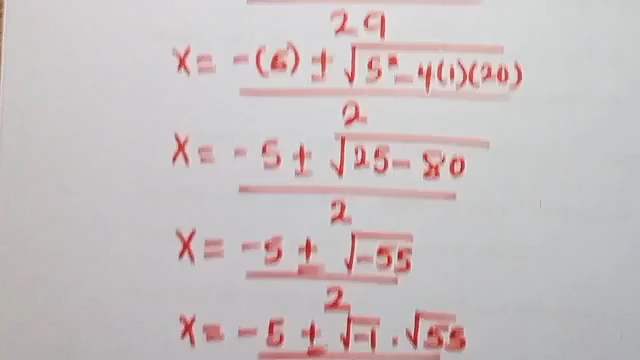 2a
x = -(5) ± √5² - 4(1)(20)
2
x = -5 ± √25 - 80
2
x = -5 ± √-55
2
x = -5 ± √-1 . √55